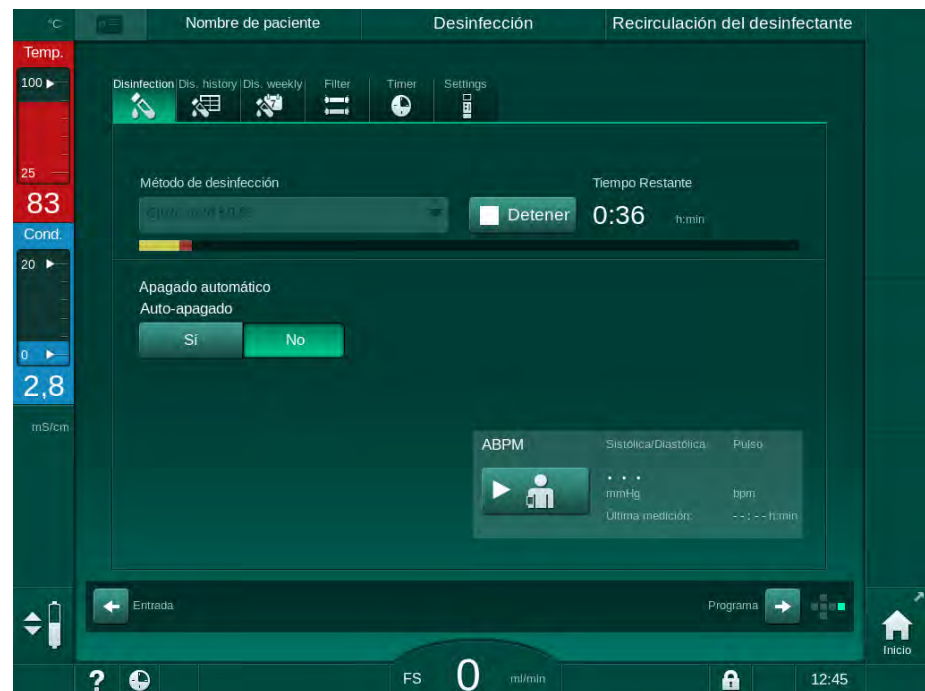 °C Nombre de paciente Desinfección Recirculación del desinfectante
Temp.
100
25
83
Cond.
20
0
2,8
mS/cm
Disinfection Dis. history Dis. weekly Filter Timer Settings
7
Método de desinfección
Detener
Tiempo Restante
0:36 h:min
Apagado automático
Auto-apagado
Sí No
ABPM Sistólica/Diastólica Pulso
. . .
mmHg bpm
Última medición: --:-- h:min
Entrada Programa
Inicio
? FS 0 ml/min 12:45